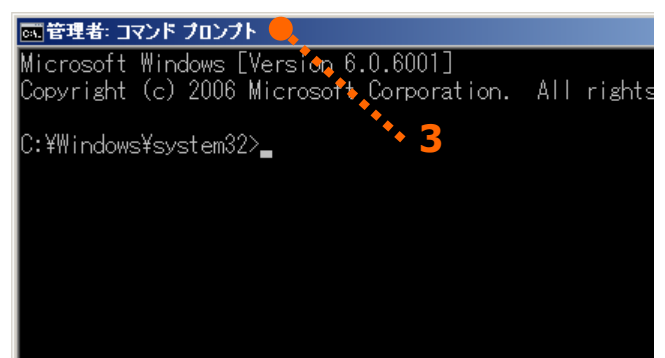 管理者: コマンド プロンプト
Microsoft Windows [Version 6.0.6001]
Copyright (c) 2006 Microsoft Corporation.  All rights
C:¥Windows¥system32>_
3